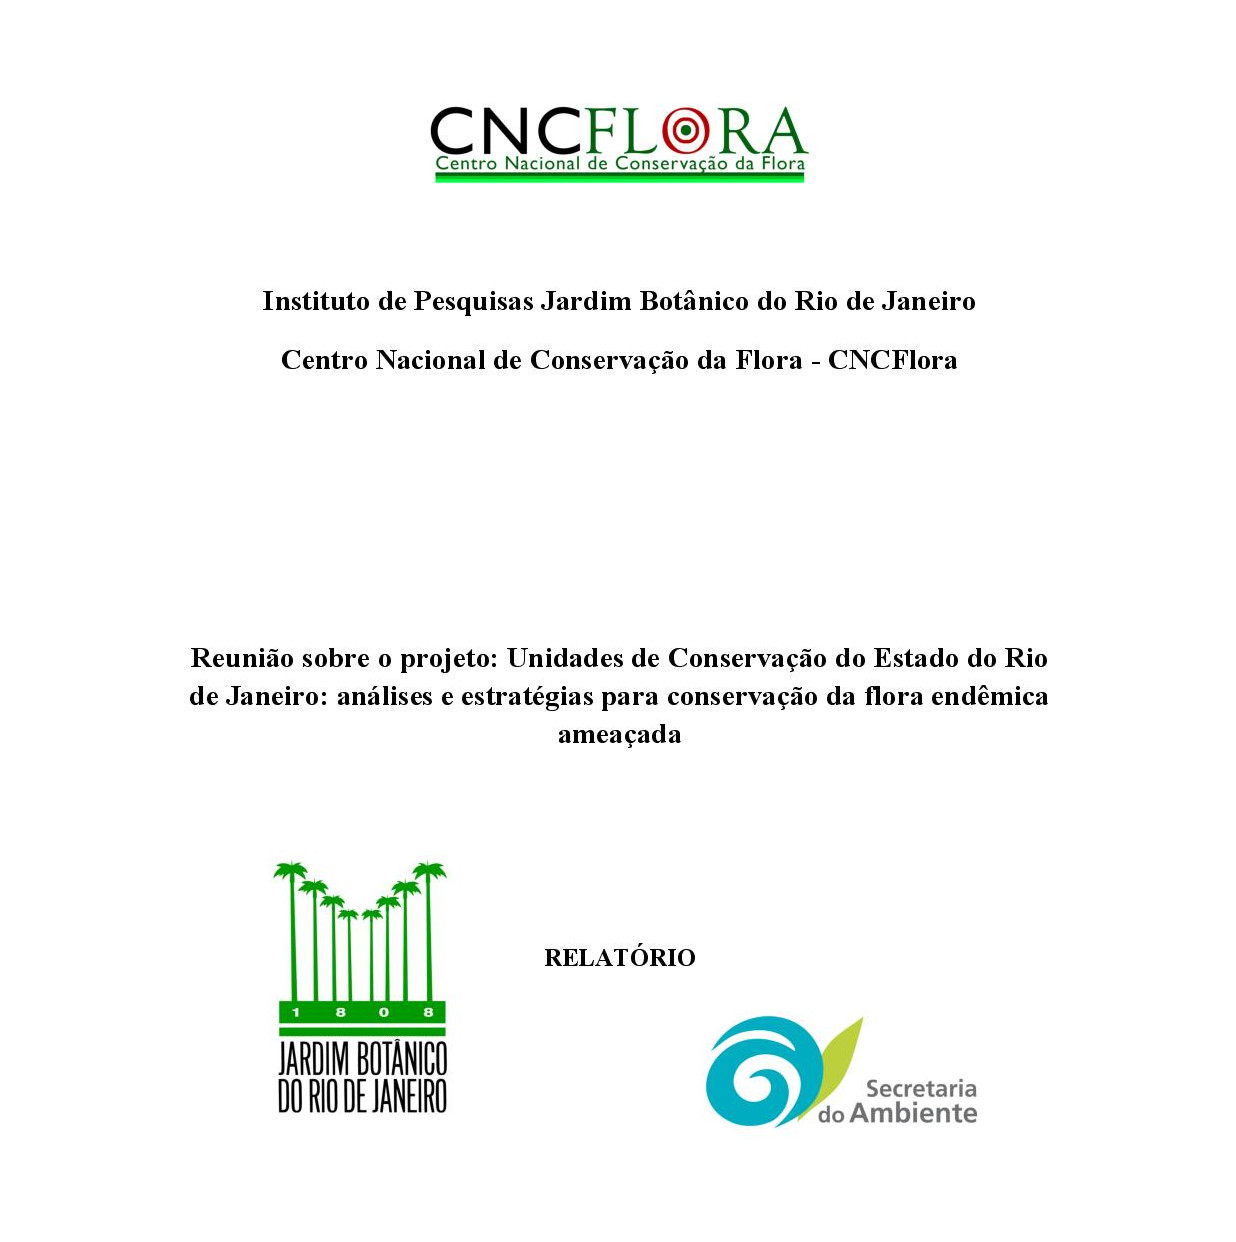 CNCFLORA
Centro Nacional de Conservação da Flora
Instituto de Pesquisas Jardim Botânico do Rio de Janeiro
Centro Nacional de Conservação da Flora - CNCFlora
Reunião sobre o projeto: Unidades de Conservação do Estado do Rio
de Janeiro: análises e estratégias para conservação da flora endêmica
ameaçada
RELATÓRIO
1 8 0 8
JARDIM BOTÂNICO
DO RIO DE JANEIRO
Secretaria
do Ambiente